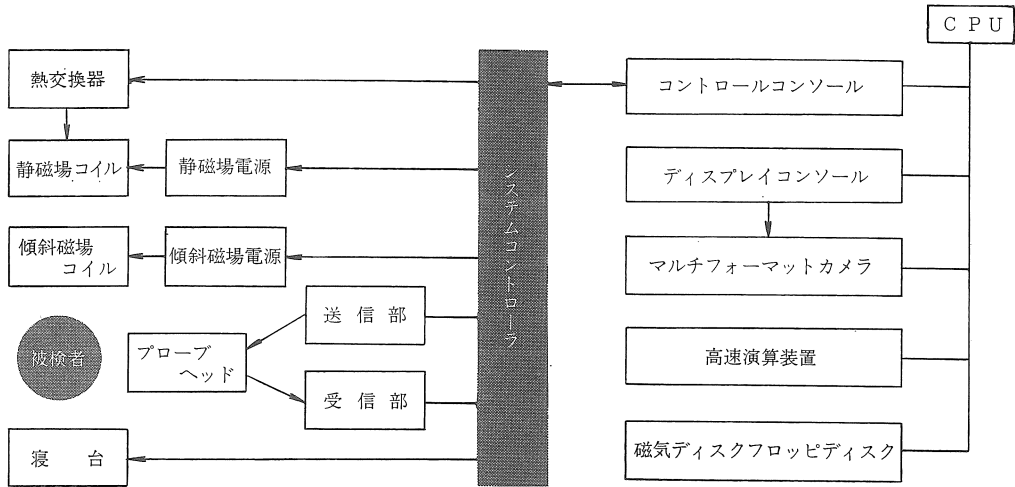 CPU
熱交換器
静磁場コイル
静磁場電源
傾斜磁場
コイル
傾斜磁場電源
送信部
プローブ
ヘッド
受信部
被検者
寝台
システムコントローラ
コントロールコンソール
ディスプレイコンソール
マルチフォーマットカメラ
高速演算装置
磁気ディスクフロッピディスク